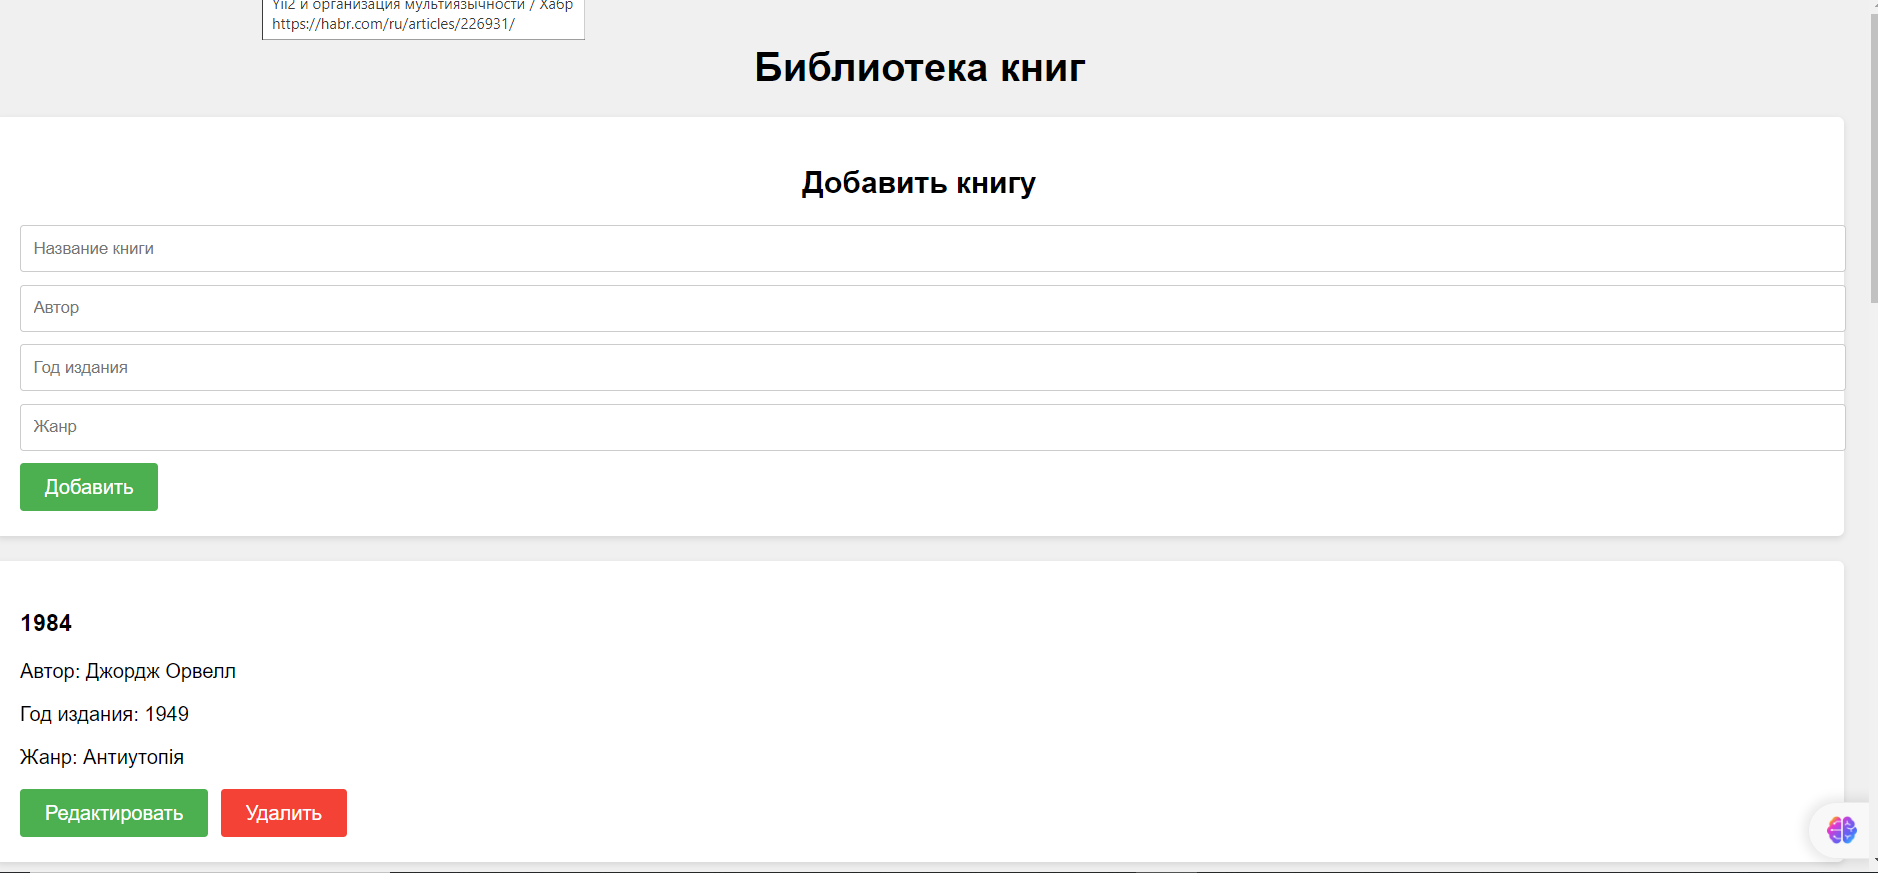 Yii2 и организация мультиязычности / Хабр
https://habr.com/ru/articles/226931/
Библиотека книг
Добавить книгу
Название книги
Автор
Год издания
Жанр
Добавить
1984
Автор: Джордж Орвелл
Год издания: 1949
Жанр: Антиутопія
Редактировать Удалить